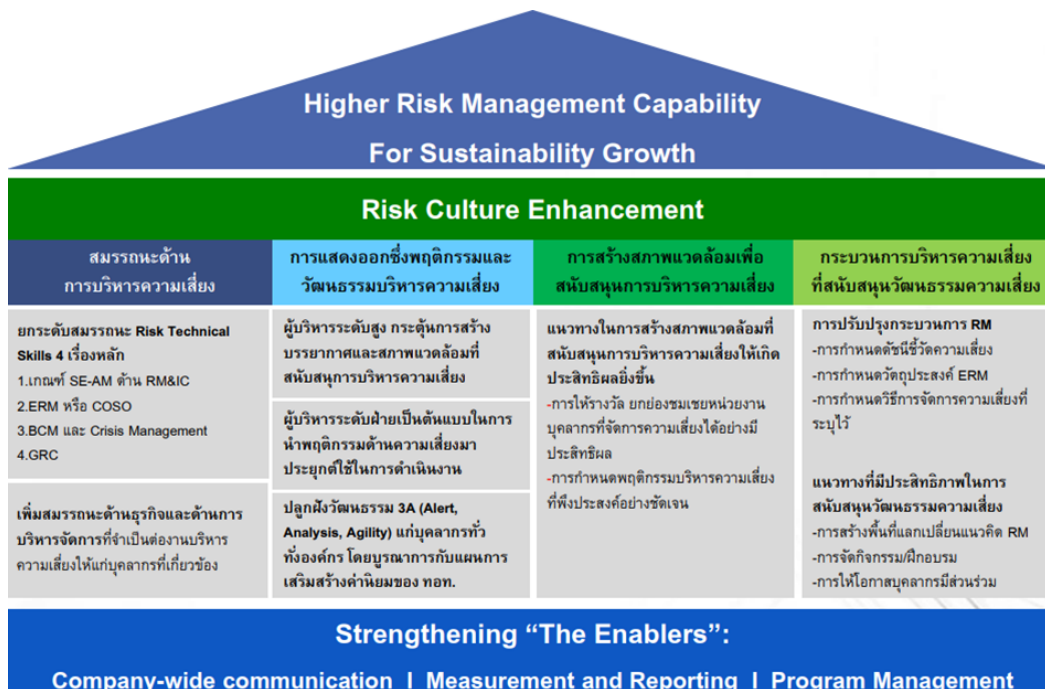 Higher Risk Management Capability
For Sustainability Growth
Risk Culture Enhancement
สมรรถนะด้าน
การบริหารความเสี่ยง
ยกระดับสมรรถนะ Risk Technical
Skills 4 เรื่องหลัก
1.เกณฑ์ SE-AM ด้าน RM&IC
2.ERM หรือ COSO
3.BCM และ Crisis Management
4.GRC
เพิ่มสมรรถนะด้านธุรกิจและด้านการ
บริหารจัดการที่จำเป็นต่องานบริหาร
ความเสี่ยงให้แก่บุคลากรที่เกี่ยวข้อง
การแสดงออกซึ่งพฤติกรรมและ
วัฒนธรรมบริหารความเสี่ยง
ผู้บริหารระดับสูง กระตุ้นการสร้าง
บรรยากาศและสภาพแวดล้อมที่
สนับสนุการบริหารความเสี่ยง
ผู้บริหารระดับฝ่ายเป็นต้นแบบในการ
นำพฤติกรรมด้านความเสี่ยงมา
ประยุกต์ใช้ในการดำเนินงาน
ปลูกฝังวัฒนธรรม 3A (Alert,
Analysis, Agility) แก่บุคลากรทั่ว
ทั้งองค์กร โดยบูรณาการกับแผนการ
เสริมสร้างค่านิยมของ ทอท.
การสร้างสภาพแวดล้อมเพื่อ
สนับสนุนการบริหารความเสี่ยง
แนวทางในการสร้างสภาพแวดล้อมที่
สนับสนุนการบริหารความเสี่ยงให้เกิด
ประสิทธิผลยิ่งขึ้น
-การให้รางวัล ยกย่องชมเชยหน่วยงาน
บุคลากรที่จัดการความเสี่ยงได้อย่างมี
ประสิทธิผล
-การกำหนดพฤติกรรมบริหารความเสี่ยง
ที่พึงประสงค์อย่างชัดเจน
กระบวนการบริหารความเสี่ยง
ที่สนับสนุนวัฒนธรรมความเสี่ยง
การปรับปรุงกระบวนการ RM
-การกำหนดดัชนีชี้วัดความเสี่ยง
-การกำหนดวัตถุประสงค์ ERM
-การกำหนดวิธีการจัดการความเสี่ยงที่
ระบุไว้
แนวทางที่มีประสิทธิภาพในการ
สนับสนุนวัฒนธรรมความเสี่ยง
-การสร้างพื้นที่แลกเปลี่ยนแนวคิด RM
-การจัดกิจกรรม/ฝึกอบรม
-การให้โอกาสบุคลากรมีส่วนร่วม
Strengthening “The Enablers”:
Company-wide communication | Measurement and Reporting | Program Management